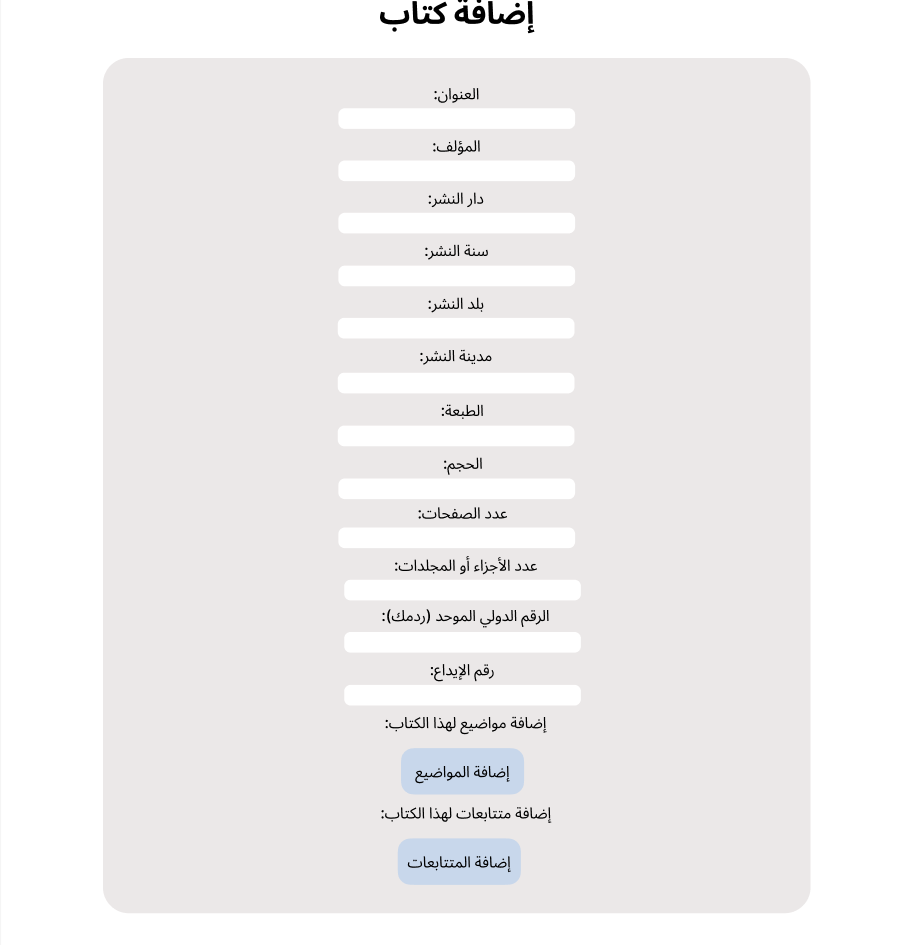 إضافة كتاب
العنوان:
المؤلف:
دار النشر:
سنة النشر:
بلد النشر:
مدينة النشر:
الطبعة:
الحجم:
عدد الصفحات:
عدد الأجزاء أو المجلدات:
الرقم الدولي الموحد (ردمك):
رقم الإيداع:
إضافة مواضيع لهذا الكتاب:
إضافة المواضيع
إضافة متتابعات لهذا الكتاب:
إضافة المتتابعات